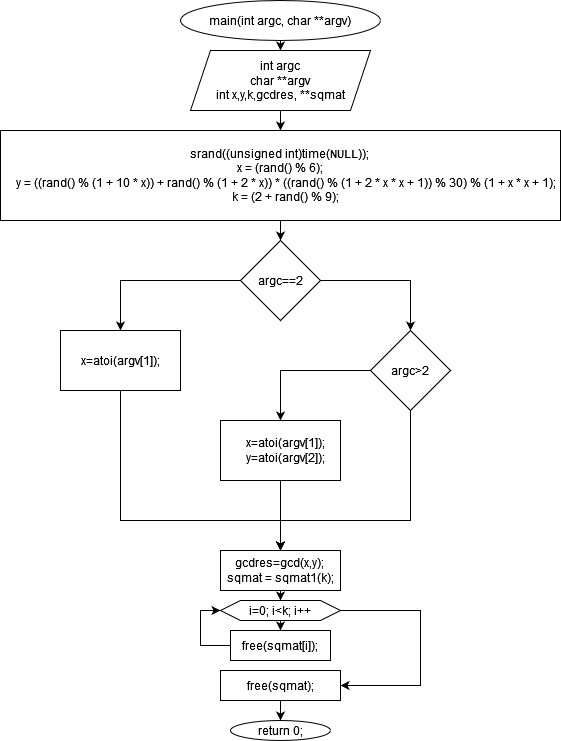 main(int argc, char **argv)
int argc
char **argv
int x,y,k,gcdres, **sqmat
srand((unsigned int)time(NULL));
x = (rand() % 6);
y = ((rand() % (1 + 10 * x)) + rand() % (1 + 2 * x)) * ((rand() % (1 + 2 * x * x + 1)) % 30) % (1 + x * x + 1);
k = (2 + rand() % 9);
argc==2
x=atoi(argv[1]);
argc>2
x=atoi(argv[1]);
y=atoi(argv[2]);
gcdres=gcd(x,y);
sqmat = sqmat1(k);
i=0; i<k; i++
free(sqmat[i]);
free(sqmat);
return 0;